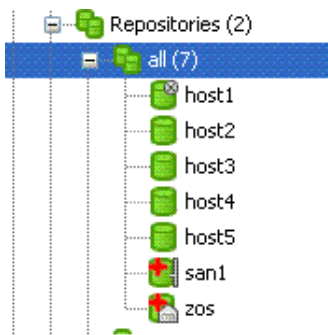 Repositories (2)
all (7)
host1
host2
host3
host4
host5
san1
zos